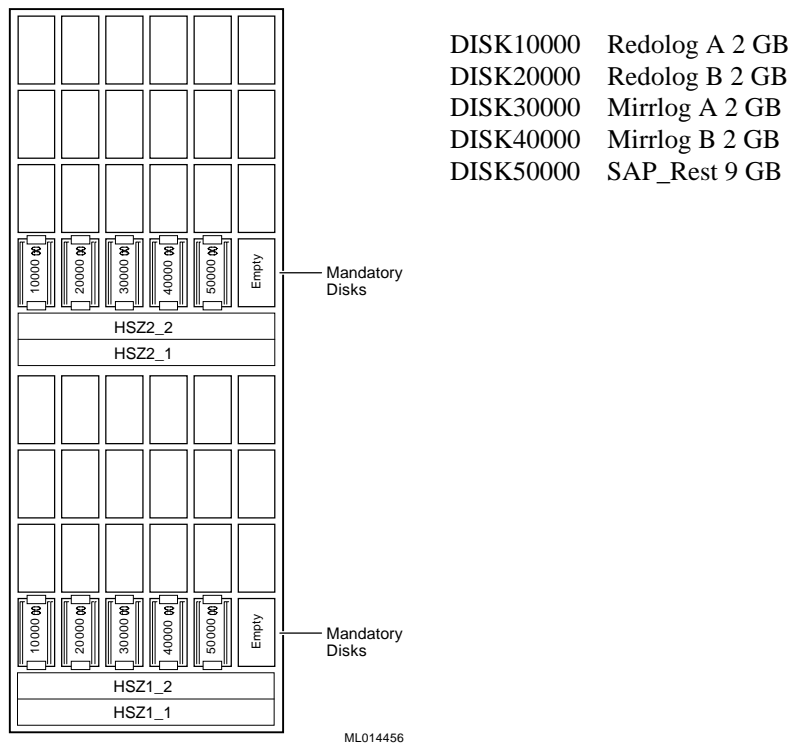 DISK10000 Redolog A 2 GB
DISK20000 Redolog B 2 GB
DISK30000 Mirrlog A 2 GB
DISK40000 Mirrlog B 2 GB
DISK50000 SAP_Rest 9 GB
10000
20000
30000
40000
50000
Empty
Mandatory
Disks
HSZ2_2
HSZ2_1
10000
20000
30000
40000
50000
Empty
Mandatory
Disks
HSZ1_2
HSZ1_1
ML014456